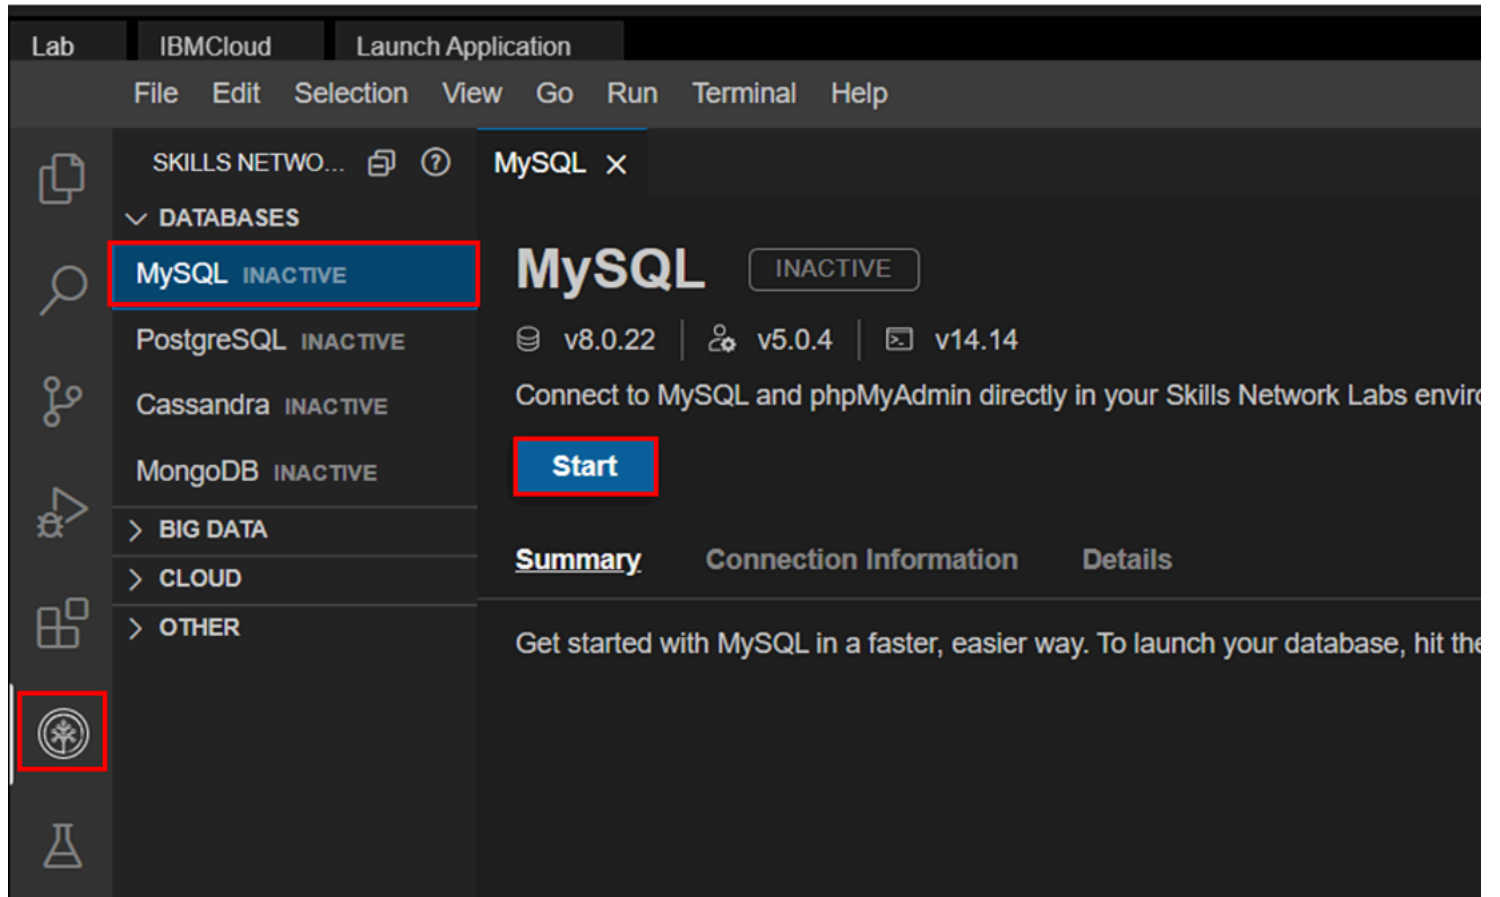 Lab IBMCloud Launch Application
File Edit Selection View Go Run Terminal Help
SKILLS NETWO...
MySQL
DATABASES
MySQL INACTIVE
PostgreSQL INACTIVE
Cassandra INACTIVE
MongoDB INACTIVE
BIG DATA
CLOUD
OTHER
MySQL INACTIVE
v8.0.22 v5.0.4 v14.14
Connect to MySQL and phpMyAdmin directly in your Skills Network Labs
Start
Summary Connection Information Details
Get started with MySQL in a faster, easier way. To launch your database, hit